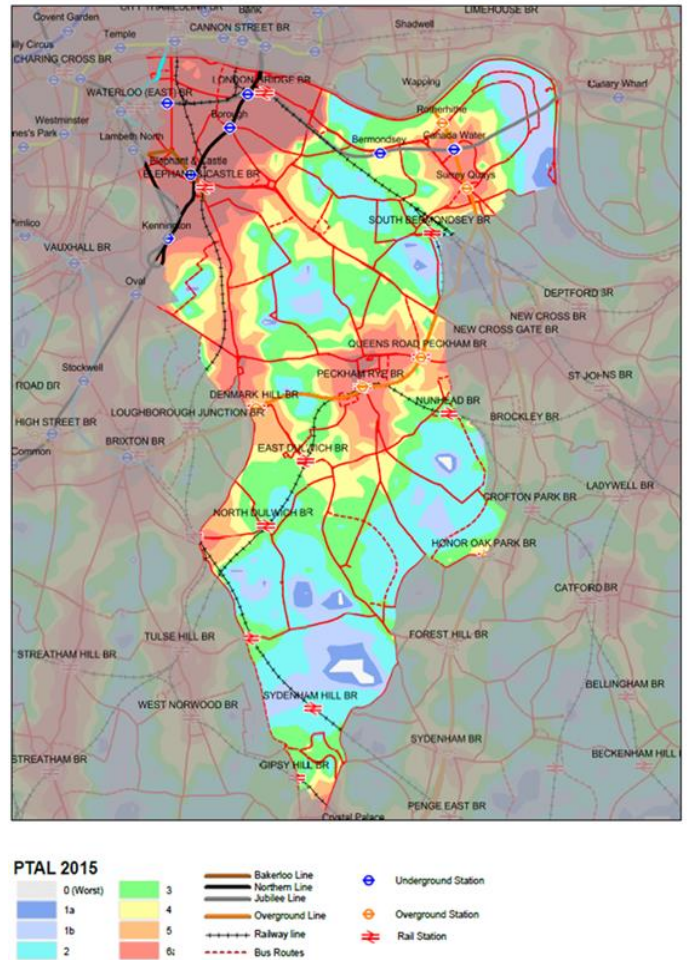 LIMEHOUSE BR
Bank
Covent Garden
CANNON STREET BR
Shadwell
Temple
CHARING CROSS BR
LONDON BRIDGE BR
Wapping
Canary Wharf
WATERLOO (EAST) BR
Rotherhithe
Westminster
Borough
Lambeth North
Bermondsey
Canada Water
Elephant & Castle
ELEPHANT & CASTLE BR
Surrey Quays
Kennington
SOUTH BERMONDSEY BR
VAUXHALL BR
Oval
DEPTFORD BR
NEW CROSS BR
NEW CROSS GATE BR
QUEENS ROAD PECKHAM BR
Stockwell
PECKHAM RYE BR
ST JOHNS BR
ROAD BR
DENMARK HILL BR
NUNHEAD BR
LOUGHBOROUGH JUNCTION BR
HIGH STREET BR
BROCKLEY BR
BRIXTON BR
Common
EAST DULWICH BR
LADYWELL BR
CROFTON PARK BR
NORTH DULWICH BR
HONOR OAK PARK BR
CATFORD BR
TULSE HILL BR
FOREST HILL BR
STREATHAM HILL BR
BELLINGHAM BR
SYDENHAM HILL BR
WEST NORWOOD BR
SYDENHAM BR
BECKENHAM HILL
GIPSY HILL BR
STREATHAM BR
PENGE EAST BR
Crystal Palace
PTAL 2015
0 (Worst)
1a
1b
2
3
4
5
Bakerloo Line
Northern Line
Jubilee Line
Overground Line
Railway line
Bus Routes
Underground Station
Overground Station
Rail Station